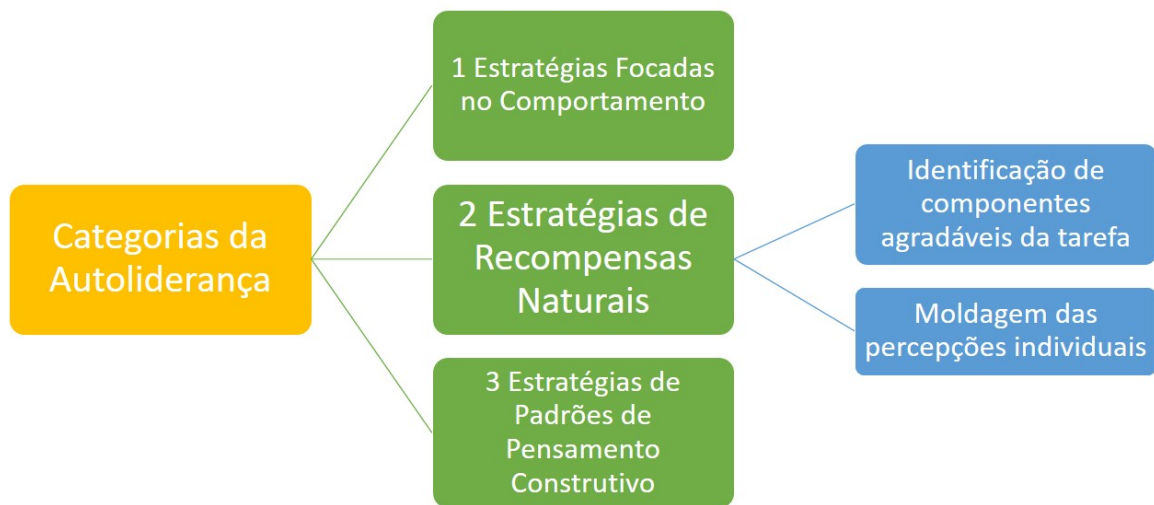 Categorias da
Autoliderança
1 Estratégias Focadas
no Comportamento
2 Estratégias de
Recompensas
Naturais
3 Estratégias de
Padrões de
Pensamento
Construtivo
Identificação de
componentes
agradáveis da tarefa
Moldagem das
percepções individuais